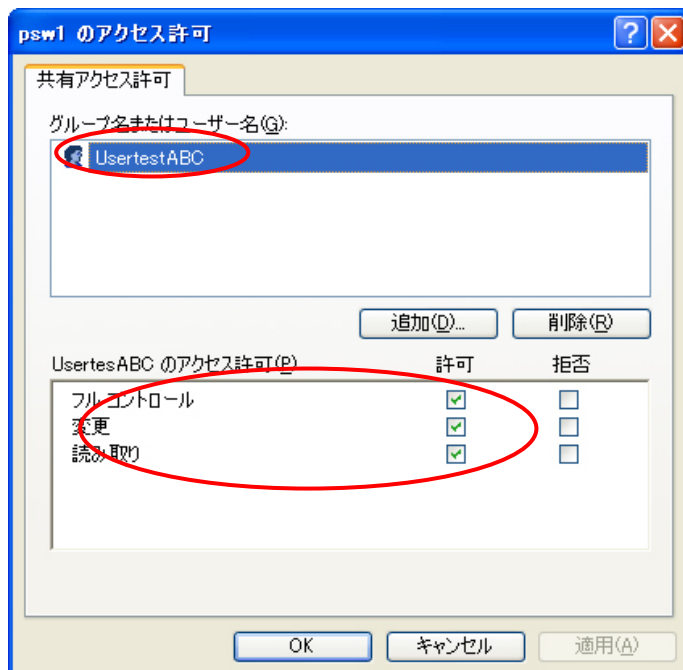 psw1 のアクセス許可
共有アクセス許可
グループ名またはユーザー名(G):
UsertestABC
追加(D)... 削除(R)
UsertesABC のアクセス許可(P) 許可 拒否
フル コントロール
変更
読み取り
OK キャンセル 適用(A)